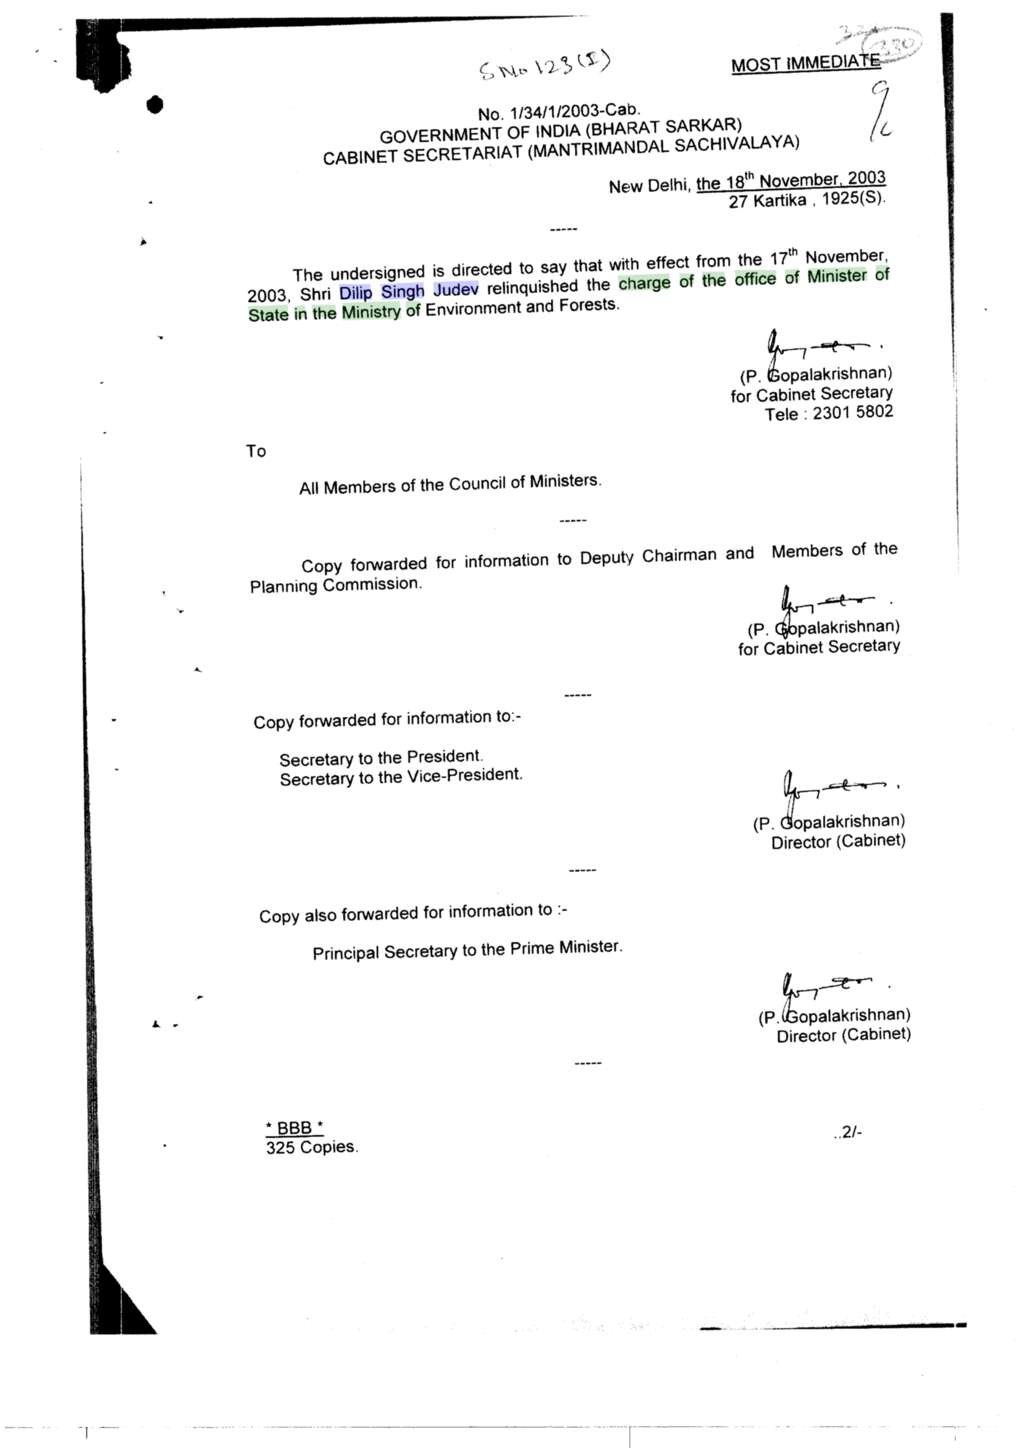 330
S No 123 (I)
MOST IMMEDIATE
No. 1/34/1/2003-Cab.
GOVERNMENT OF INDIA (BHARAT SARKAR)
CABINET SECRETARIAT (MANTRIMANDAL SACHIVALAYA)
New Delhi, the 18th November, 2003
27 Kartika , 1925(S).
-----
The undersigned is directed to say that with effect from the 17th November,
2003, Shri Dilip Singh Judev relinquished the charge of the office of Minister of
State in the Ministry of Environment and Forests.
(P. Gopalakrishnan)
for Cabinet Secretary
Tele : 2301 5802
To
All Members of the Council of Ministers.
-----
Copy forwarded for information to Deputy Chairman and Members of the
Planning Commission.
(P. Gopalakrishnan)
for Cabinet Secretary
-----
Copy forwarded for information to:-
Secretary to the President.
Secretary to the Vice-President.
(P. Gopalakrishnan)
Director (Cabinet)
-----
Copy also forwarded for information to :-
Principal Secretary to the Prime Minister.
(P. Gopalakrishnan)
Director (Cabinet)
-----
* BBB *
325 Copies.
..2/-